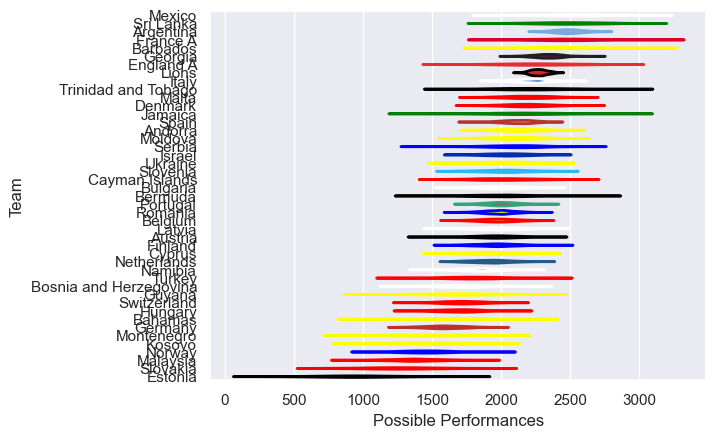 Mexico
Sri Lanka
Argentina
France A
Barbados
Georgia
England A
Lions
Italy
Trinidad and Tobago
Malta
Denmark
Jamaica
Spain
Andorra
Moldova
Serbia
Israel
Ukraine
Slovenia
Cayman Islands
Bulgaria
Bermuda
Portugal
Romania
Belgium
Latvia
Austria
Finland
Cyprus
Netherlands
Namibia
Turkey
Bosnia and Herzegovina
Guyana
Switzerland
Hungary
Bahamas
Germany
Montenegro
Kosovo
Norway
Malaysia
Slovakia
Estonia
Team
0 500 1000 1500 2000 2500 3000
Possible Performances